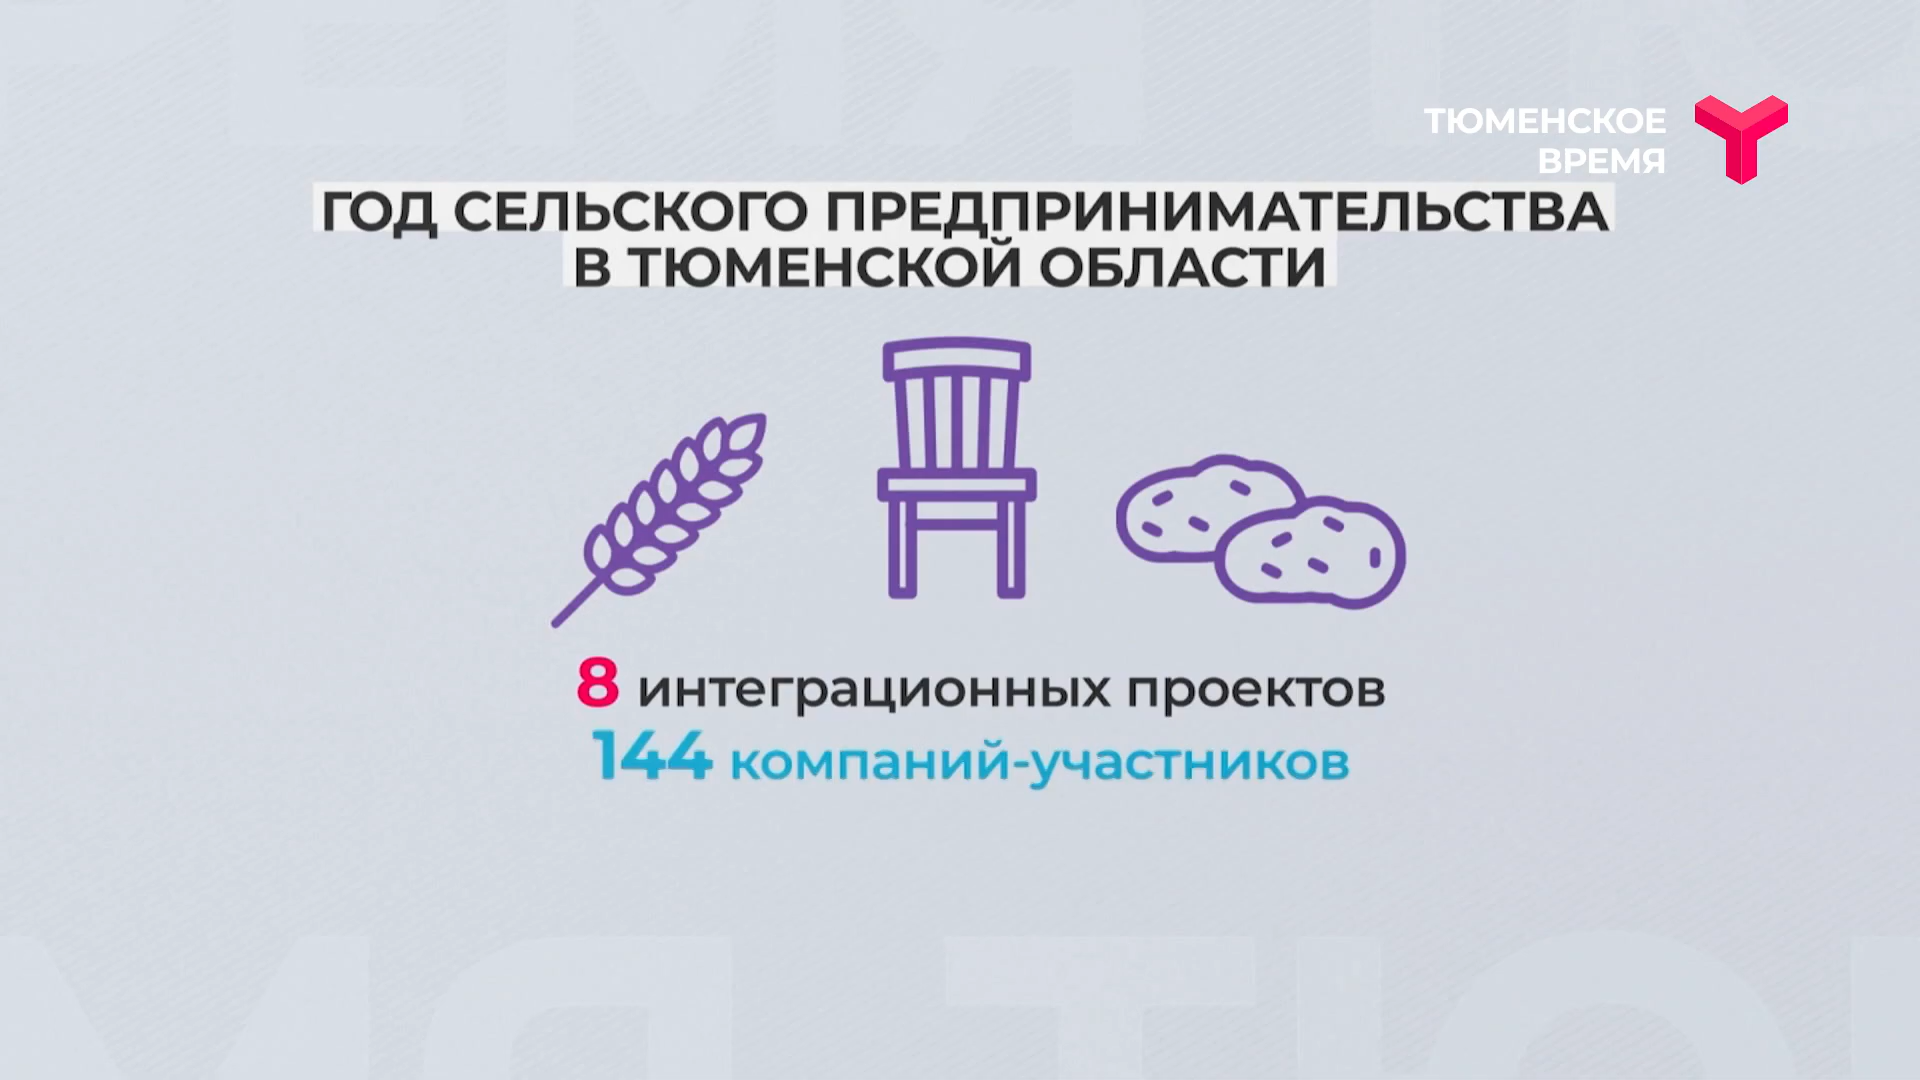 ТЮМЕНСКОЕ
ВРЕМЯ
ГОД СЕЛЬСКОГО ПРЕДПРИНИМАТЕЛЬСТВА
В ТЮМЕНСКОЙ ОБЛАСТИ
8 интеграционных проектов
144 компаний-участников